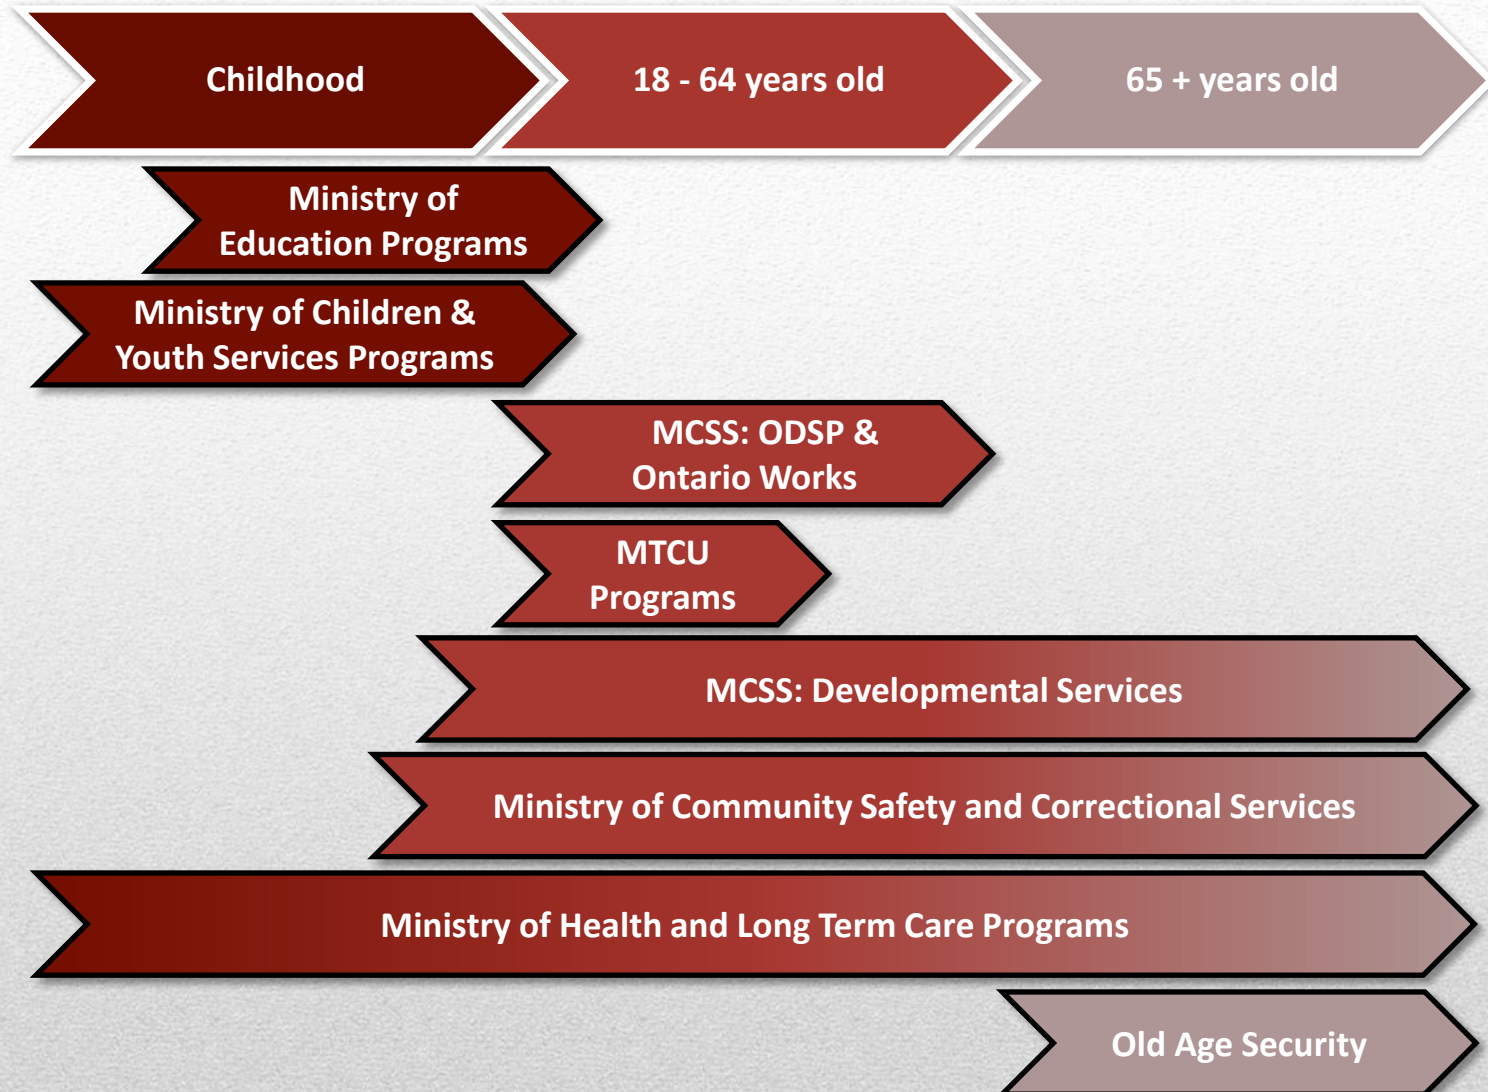 Childhood
18 - 64 years old
65 + years old
Ministry of
Education Programs
Ministry of Children &
Youth Services Programs
MCSS: ODSP &
Ontario Works
MTCU
Programs
MCSS: Developmental Services
Ministry of Community Safety and Correctional Services
Ministry of Health and Long Term Care Programs
Old Age Security